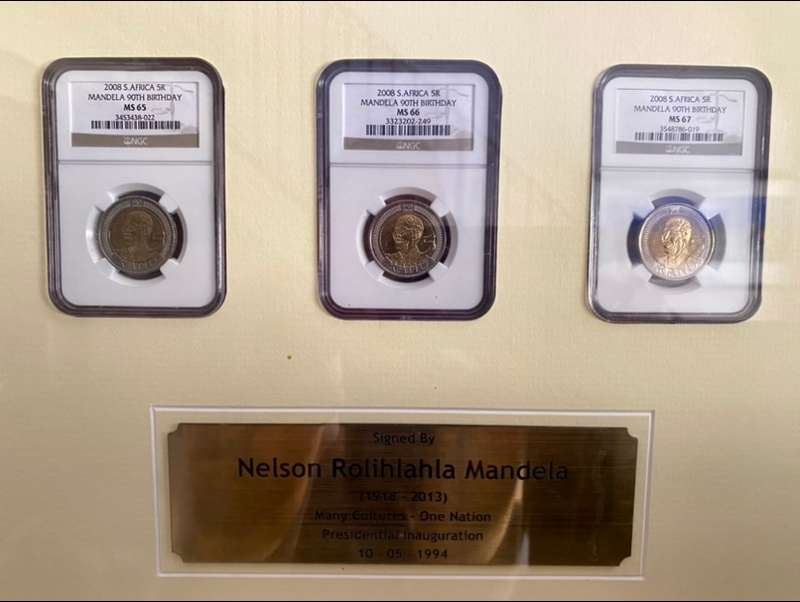 2008 S.AFRICA 5R
MANDELA 90TH BIRTHDAY
MS 65
3453438-022
NGC
2008 S.AFRICA 5R
MANDELA 90TH BIRTHDAY
MS 66
3323202-249
NGC
2008 S.AFRICA 5R
MANDELA 90TH BIRTHDAY
MS 67
3548786-019
NGC
Signed By
Nelson Rolihlahla Mandela
(1918 - 2013)
Many Cultures - One Nation
Presidential Inauguration
10 - 05 - 1994